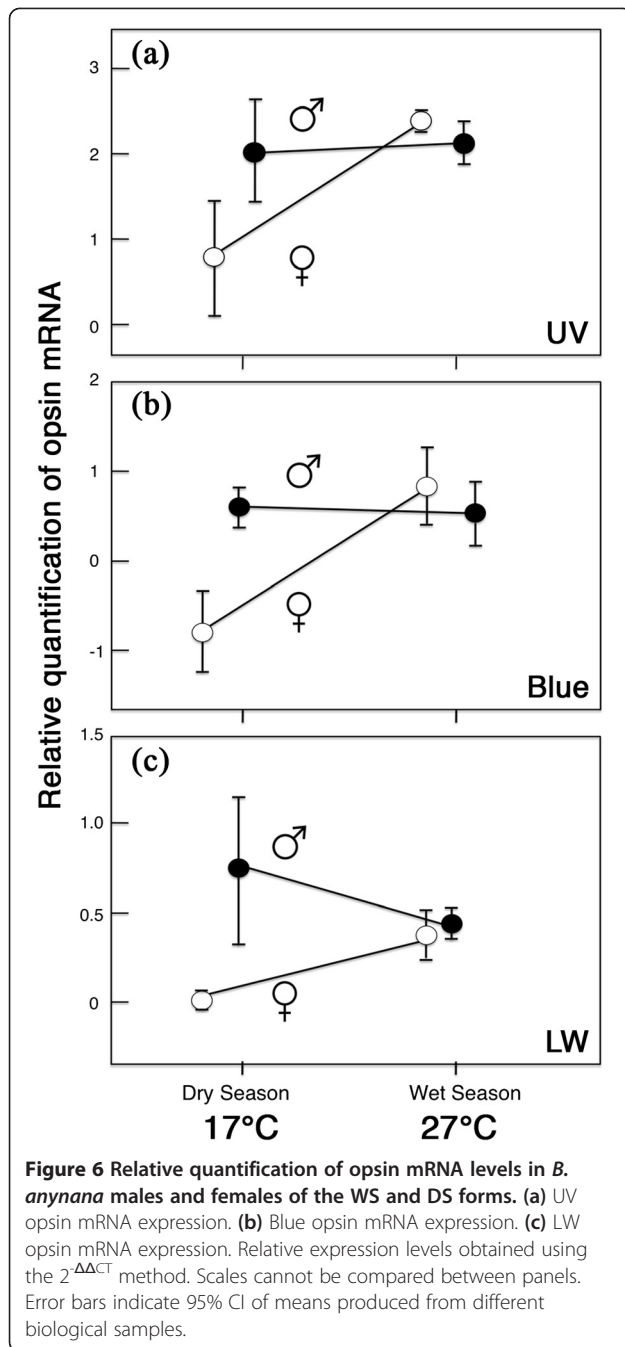 Relative quantification of opsin mRNA
(a)
3
2
1
0
♂
♀
UV
(b)
2
1
0
-1
♂
♀
Blue
(c)
1.5
1.0
0.5
0
♂
♀
LW
Dry Season Wet Season
17°C 27°C
Figure 6 Relative quantification of opsin mRNA levels in B.
anynana males and females of the WS and DS forms. (a) UV
opsin mRNA expression. (b) Blue opsin mRNA expression. (c) LW
opsin mRNA expression. Relative expression levels obtained using
the 2-ΔΔCT method. Scales cannot be compared between panels.
Error bars indicate 95% CI of means produced from different
biological samples.